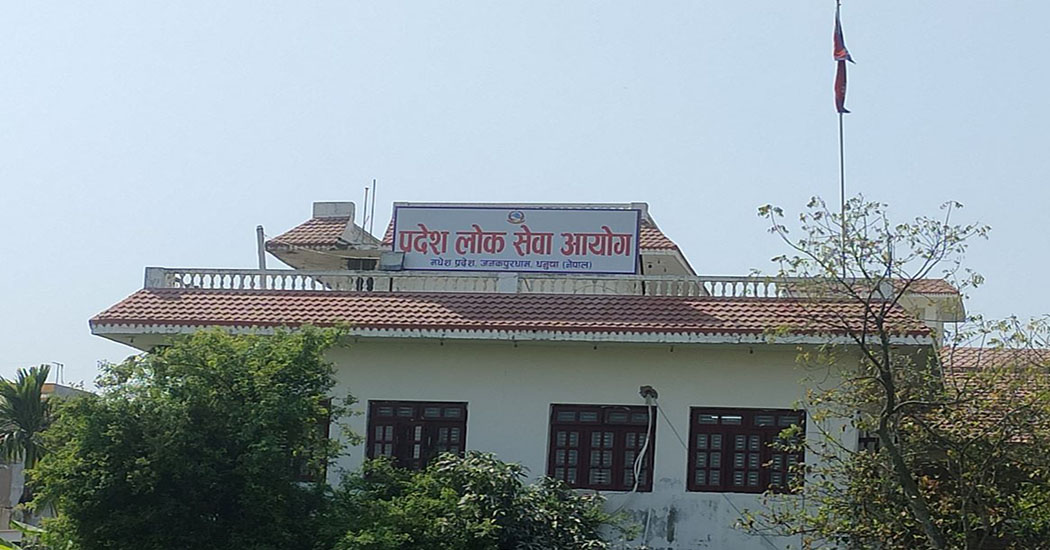 प्रदेश लोक सेवा आयोग
मधेश प्रदेश, जनकपुरधाम, धनुषा (नेपाल)